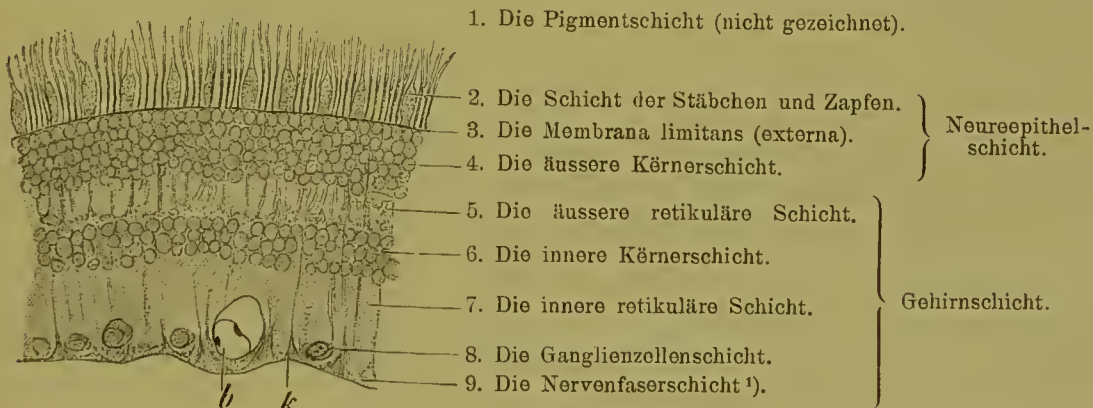 1. Die Pigmentschicht (nicht gezeichnet).
2. Die Schicht der Stäbchen und Zapfen.
3. Die Membrana limitans (externa).
4. Die äussere Körnerschicht.
Neureepithel-
schicht.
5. Die äussere retikuläre Schicht.
6. Die innere Körnerschicht.
7. Die innere retikuläre Schicht.
8. Die Ganglienzellenschicht.
9. Die Nervenfaserschicht ¹).
Gehirnschicht.
b k